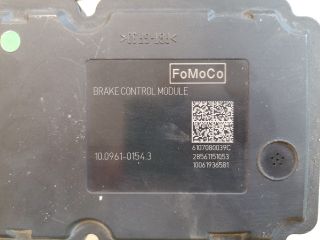 FoMoCo
BRAKE CONTROL MODULE
10.0961-0154.3
6107080039C
28561151053
10061936581